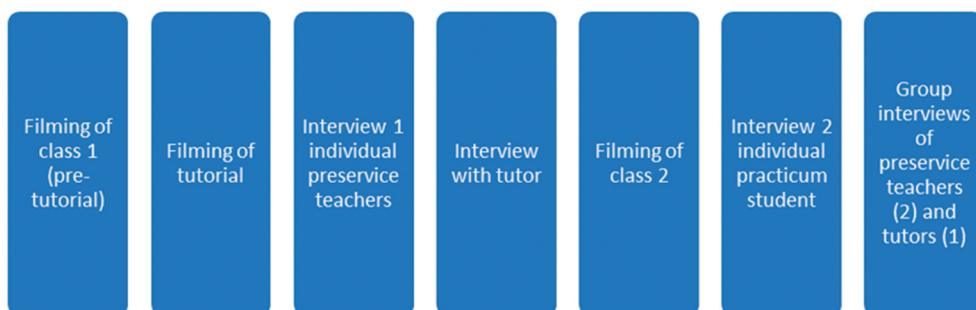 Filming of
class 1
(pre-
tutorial)
Filming of
tutorial
Interview 1
individual
preservice
teachers
Interview
with tutor
Filming of
class 2
Interview 2
individual
practicum
student
Group
interviews
of
preservice
teachers
(2) and
tutors (1)